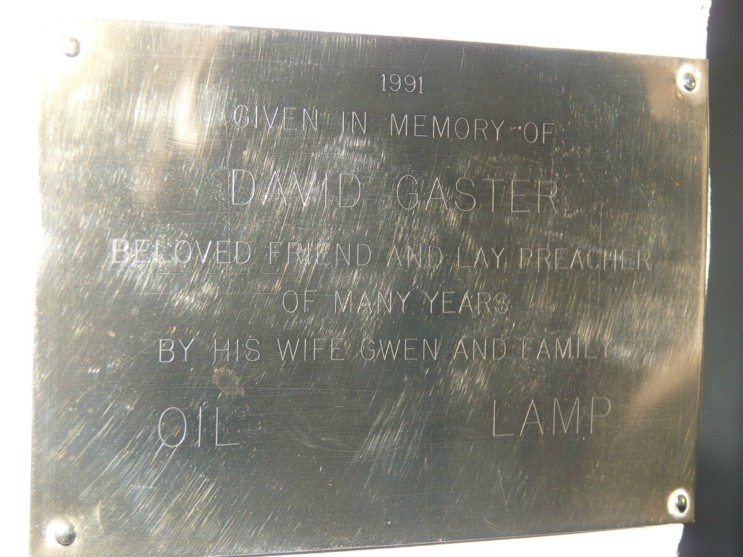 1991
GIVEN IN MEMORY OF
DAVID GASTER
BELOVED FRIEND AND LAY PREACHER
OF MANY YEARS
BY HIS WIFE GWEN AND FAMILY
OIL LAMP